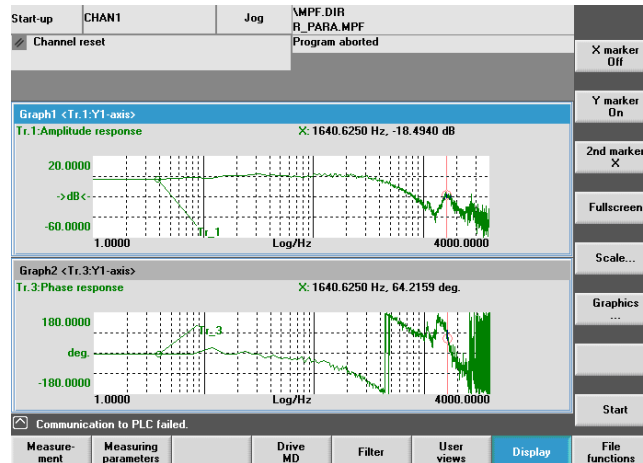 Start-up CHAN1 Jog \MPF.DIR
R_PARA.MPF
Channel reset Program aborted
X marker
Off
Graph1 <Tr.1:Y1-axis>
Y marker
On
Tr.1:Amplitude response X: 1640.6250 Hz, -18.4940 dB
20.0000
2nd marker
X
->dB<-
Fullscreen
-60.0000
Tr_1
1.0000 Log/Hz 4000.0000
Scale...
Graph2 <Tr.3:Y1-axis>
Tr.3:Phase response X: 1640.6250 Hz, 64.2159 deg.
Graphics
...
180.0000
Tr_3
deg.
-180.0000
1.0000 Log/Hz 4000.0000
Start
Communication to PLC failed.
Measure-
ment
Measuring
parameters
Drive
MD
Filter
User
views
Display
File
functions